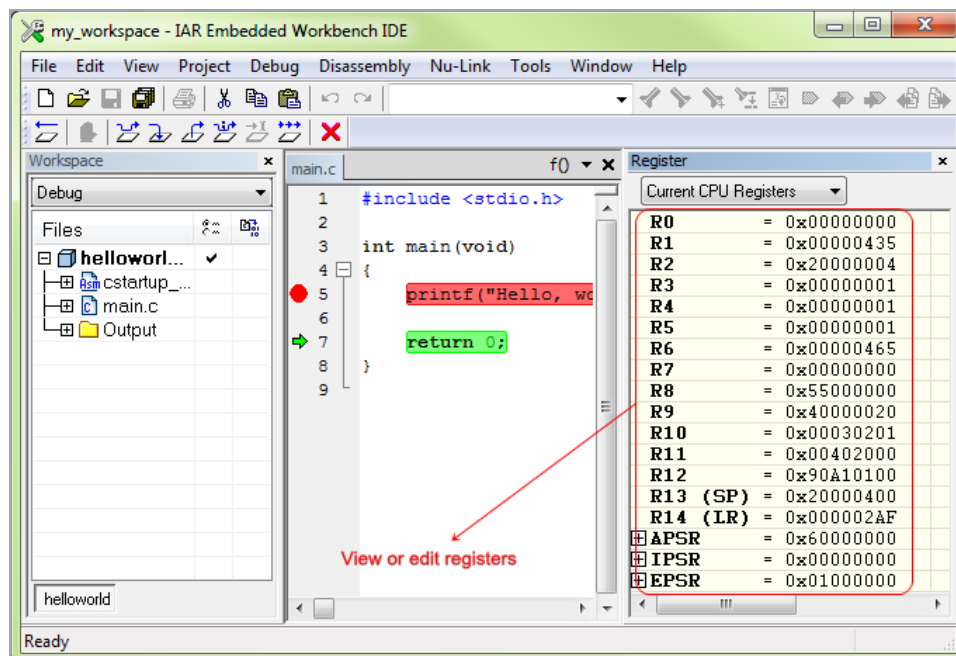 my_workspace - IAR Embedded Workbench IDE
File Edit View Project Debug Disassembly Nu-Link Tools Window Help
Workspace
Debug
Files
helloworl...
cstartup_...
main.c
Output
helloworld
main.c f()
1 #include <stdio.h>
2
3 int main(void)
4 {
5 printf("Hello, wo
6
7 return 0;
8 }
9
View or edit registers
Register
Current CPU Registers
R0 = 0x00000000
R1 = 0x00000435
R2 = 0x20000004
R3 = 0x00000001
R4 = 0x00000001
R5 = 0x00000001
R6 = 0x00000465
R7 = 0x00000000
R8 = 0x55000000
R9 = 0x40000020
R10 = 0x00030201
R11 = 0x00402000
R12 = 0x90A10100
R13 (SP) = 0x20000400
R14 (LR) = 0x000002AF
APSR = 0x60000000
IPSR = 0x00000000
EPSR = 0x01000000
Ready